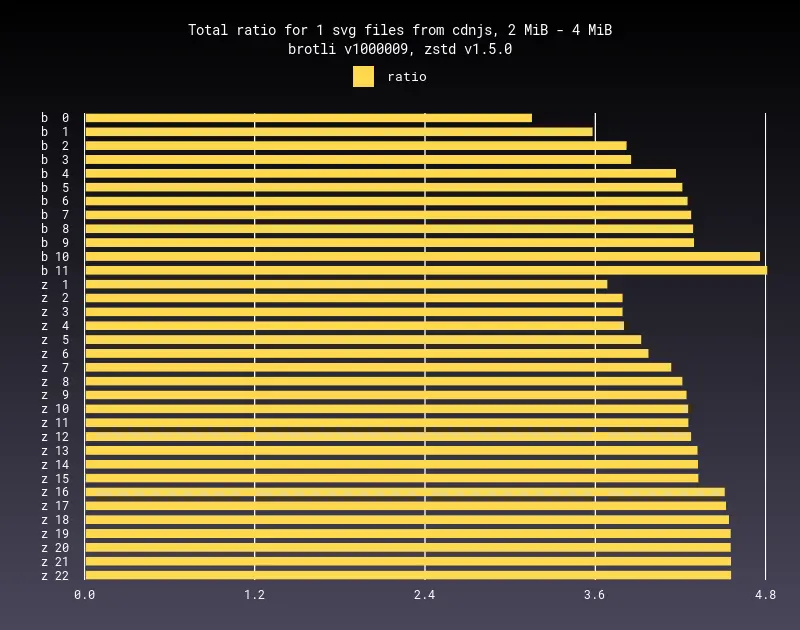 Total ratio for 1 svg files from cdnjs, 2 MiB - 4 MiB
brotli v1000009, zstd v1.5.0
ratio
b 0
b 1
b 2
b 3
b 4
b 5
b 6
b 7
b 8
b 9
b 10
b 11
z 1
z 2
z 3
z 4
z 5
z 6
z 7
z 8
z 9
z 10
z 11
z 12
z 13
z 14
z 15
z 16
z 17
z 18
z 19
z 20
z 21
z 22
0.0 1.2 2.4 3.6 4.8